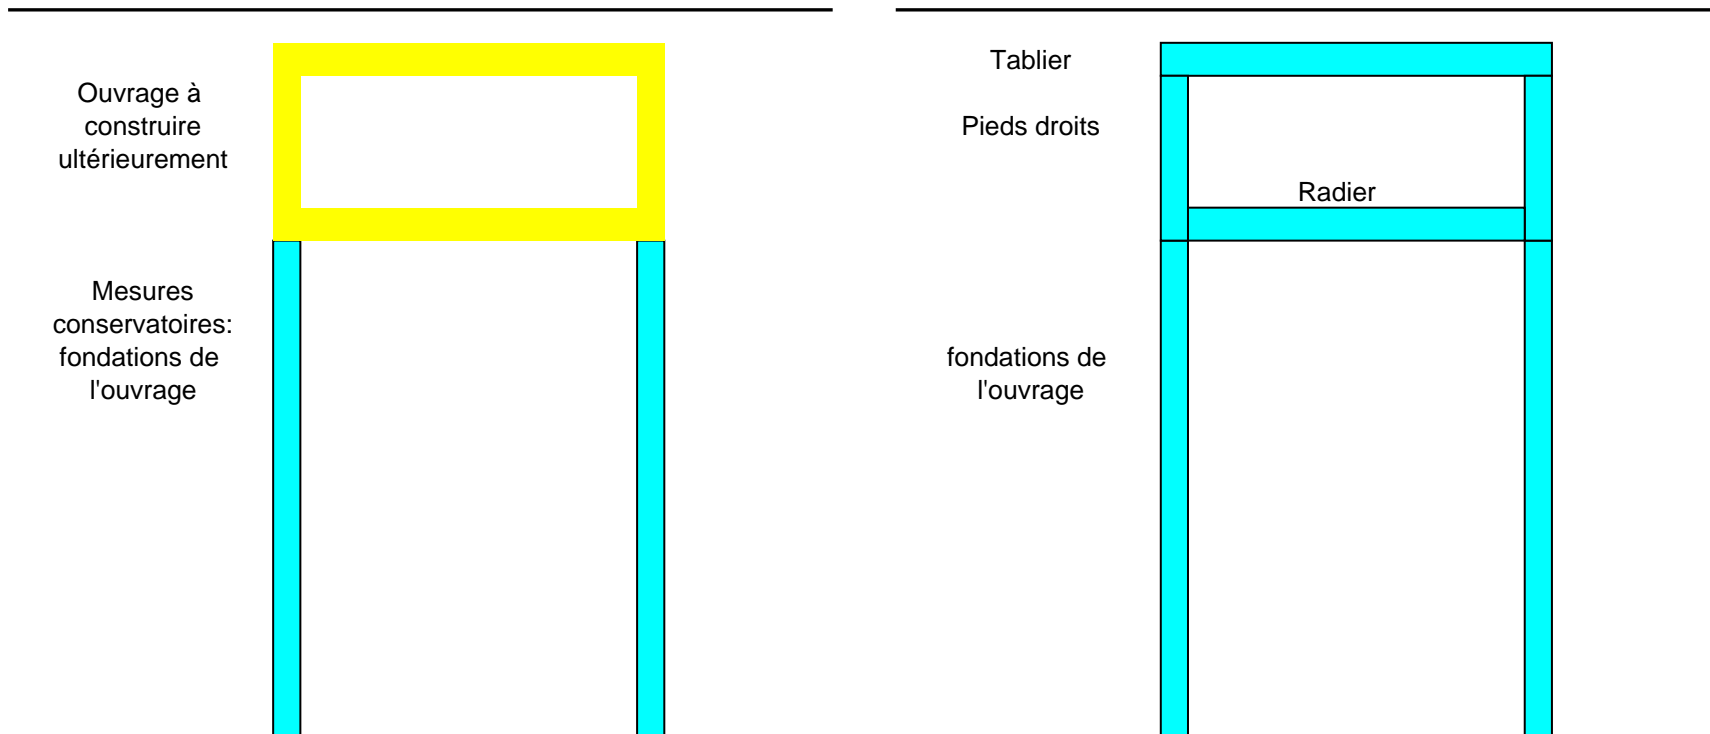 Ouvrage à
construire
ultérieurement
Mesures
conservatoires:
fondations de
l'ouvrage
Tablier
Pieds droits
Radier
fondations de
l'ouvrage